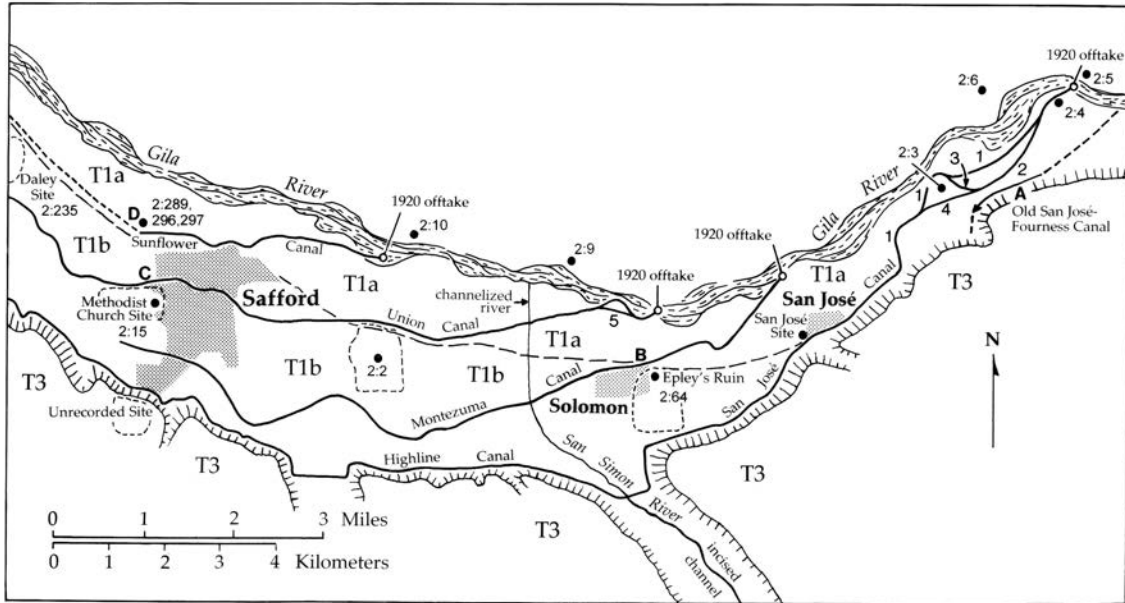 1920 offtake
2:5
2:6
2:4
Gila
River
T1a
Daley
Site
2:235
D
2:289,
296,297
Sunflower
Canal
1920 offtake
2:10
2:9
1920 offtake
1920 offtake
Gila
River
2:3
3
1
2
1
4
A
1
Old San José-
Fourness Canal
T3
T1b
C
Safford
T1a
channelized
river
5
T1a
San José
San José
Site
San José
Canal
Methodist
Church Site
2:15
Union
Canal
T1a
B
N
T1b
2:2
T1b
Montezuma
Canal
Solomon
Epley's Ruin
2:64
T3
Unrecorded Site
T3
Highline
Canal
San Simon
River
T3
T3
incised
channel
0 1 2 3 Miles
0 1 2 3 4 Kilometers